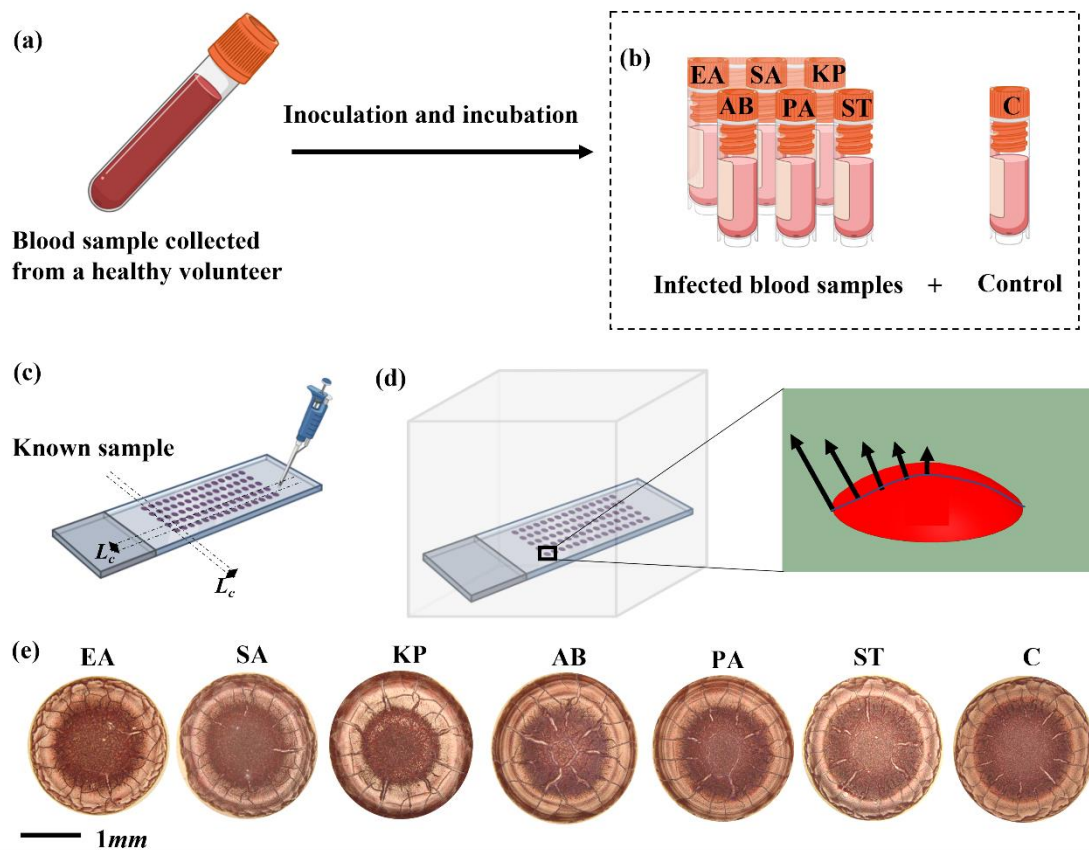 (a)
Inoculation and incubation
Blood sample collected
from a healthy volunteer
(b)
EA SA KP
AB PA ST C
Infected blood samples + Control
(c)
Known sample
Lc
Lc
(d)
(e)
EA SA KP AB PA ST C
1mm